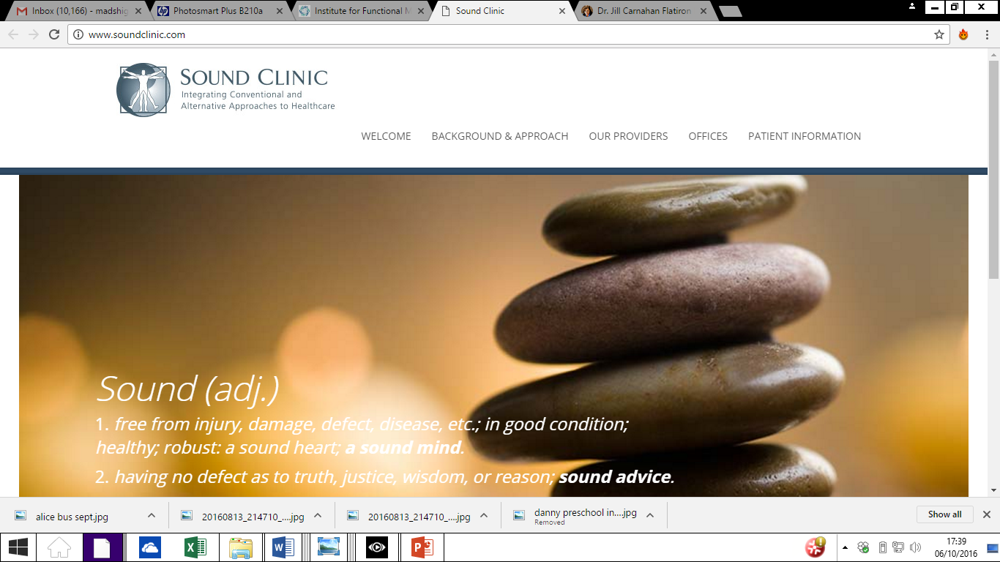 Inbox (10,166) - madshig
Photosmart Plus B210a
Institute for Functional M
Sound Clinic
Dr. Jill Carnahan Flatiron
www.soundclinic.com
SOUND CLINIC
Integrating Conventional and
Alternative Approaches to Healthcare
WELCOME BACKGROUND & APPROACH OUR PROVIDERS OFFICES PATIENT INFORMATION
Sound (adj.)
1. free from injury, damage, defect, disease, etc.; in good condition;
healthy; robust: a sound heart; a sound mind.
2. having no defect as to truth, justice, wisdom, or reason; sound advice.
alice bus sept.jpg
20160813_214710_....jpg
20160813_214710_....jpg
danny preschool in....jpg
Removed
Show all
17:39
06/10/2016